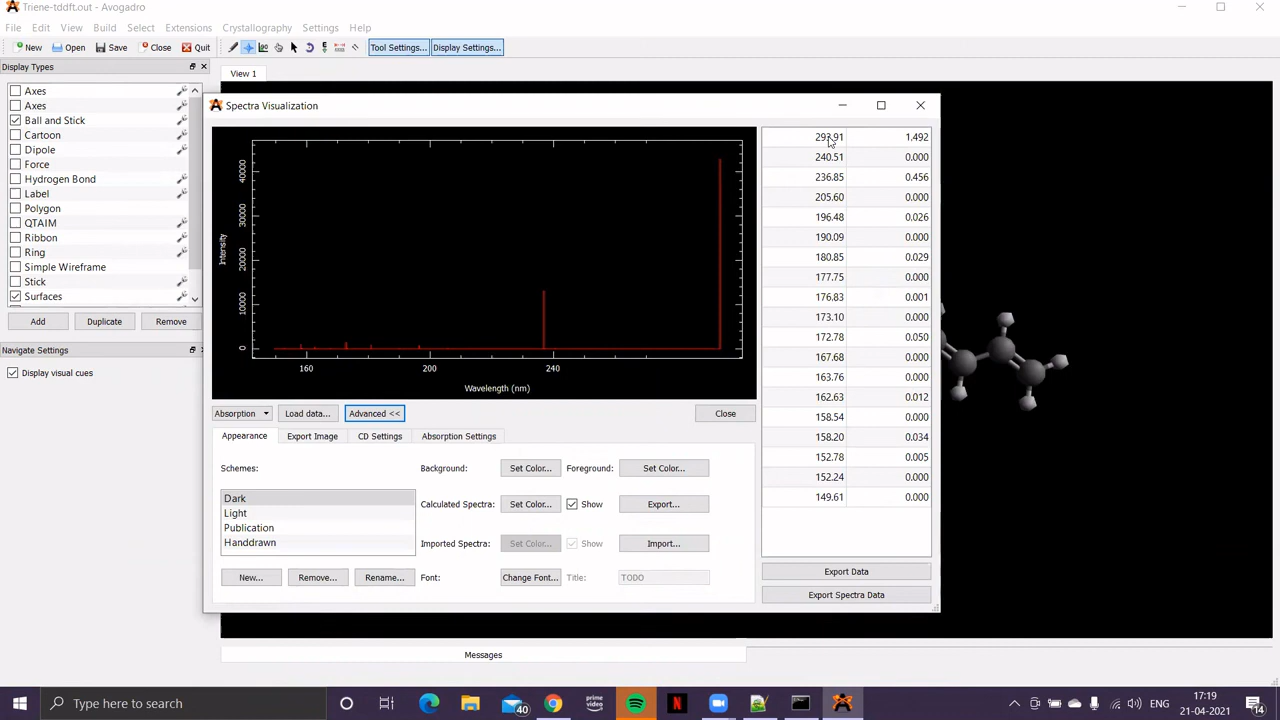 Triene-tddft.out - Avogadro
File Edit View Build Select Extensions Crystallography Settings Help
New Open Save Close Quit Tool Settings... Display Settings...
Display Types
View 1
Axes
Axes
Ball and Stick
Cartoon
Dipole
Force
Hydrogen Bond
Label
Polygon
QTAIM
Ribbon
Ring
Simple Wireframe
Stick
Surfaces
Add Duplicate Remove
Navigate Settings
Display visual cues
Spectra Visualization
Intensity
40000
30000
20000
10000
0
160 200 240
Wavelength (nm)
1.492
240.51 0.000
236.85 0.456
205.60 0.000
196.48 0.026
190.09 0.000
180.85 0.029
177.75 0.000
176.83 0.001
173.10 0.000
172.78 0.050
167.68 0.000
163.76 0.000
162.63 0.012
158.54 0.000
158.20 0.034
152.78 0.005
152.24 0.000
149.61 0.000
Absorption Load data... Advanced << Close
Appearance Export Image CD Settings Absorption Settings
Schemes:
Dark
Light
Publication
Handdrawn
New... Remove... Rename...
Background: Set Color... Foreground: Set Color...
Calculated Spectra: Set Color... Show Export...
Imported Spectra: Set Color... Show Import...
Font: Change Font... Title: TODO
Export Data
Export Spectra Data
Messages
Type here to search
prime video
N
40
ENG
17:19
21-04-2021
14